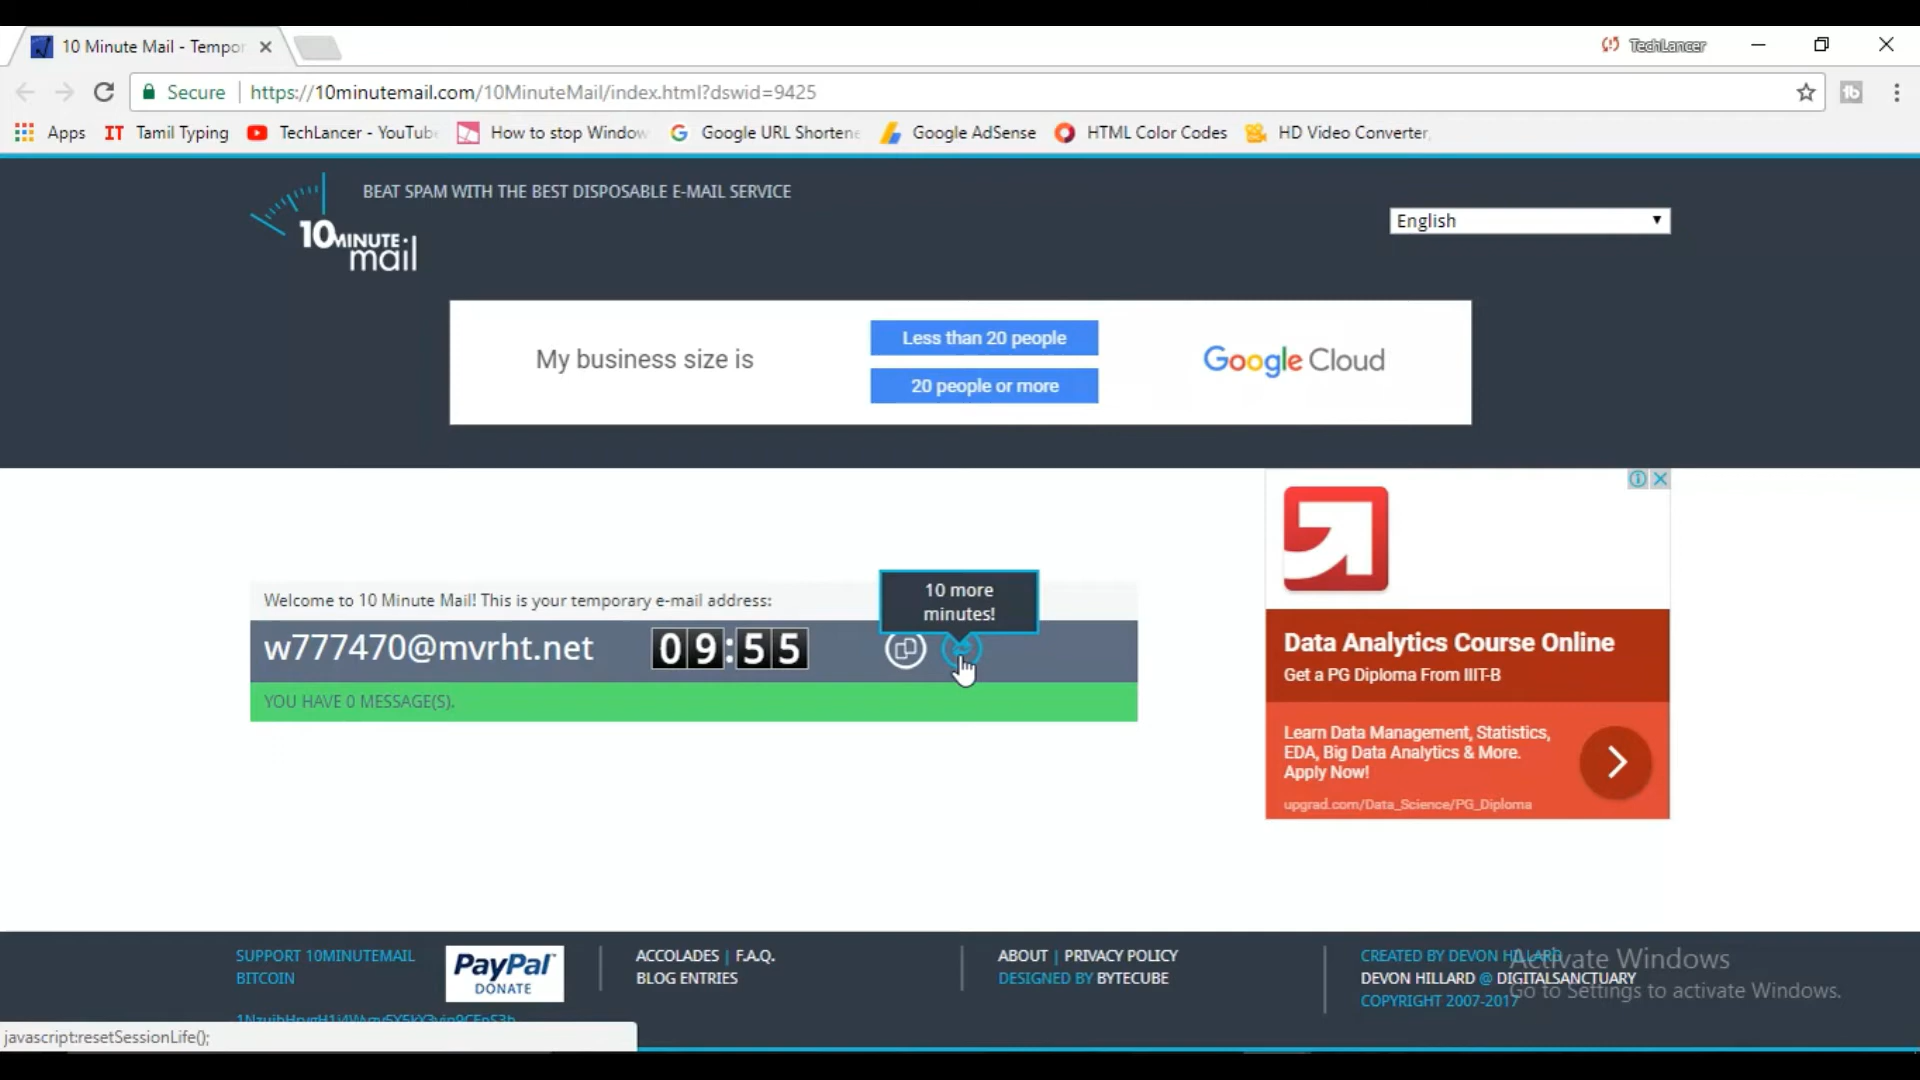 10 Minute Mail - Tempor
TechLancer
Secure https://10minutemail.com/10MinuteMail/index.html?dswid=9425
Apps
Tamil Typing
TechLancer - YouTub
How to stop Window
Google URL Shortene
Google AdSense
HTML Color Codes
HD Video Converter,
BEAT SPAM WITH THE BEST DISPOSABLE E-MAIL SERVICE
10 MINUTE
mail
English
My business size is
Less than 20 people
20 people or more
Google Cloud
Welcome to 10 Minute Mail! This is your temporary e-mail address:
10 more
minutes!
w777470@mvrht.net
09:55
YOU HAVE 0 MESSAGE(S).
Data Analytics Course Online
Get a PG Diploma From IIIT-B
Learn Data Management, Statistics,
EDA, Big Data Analytics & More.
Apply Now!
upgrad.com/Data_Science/PG_Diploma
SUPPORT 10MINUTEMAIL
BITCOIN
PayPal
DONATE
ACCOLADES | F.A.Q.
BLOG ENTRIES
ABOUT | PRIVACY POLICY
DESIGNED BY BYTECUBE
CREATED BY DEVON HILLARD
DEVON HILLARD @ DIGITALSANCTUARY
COPYRIGHT 2007-2017
Activate Windows
Go to Settings to activate Windows.
javascript:resetSessionLife();